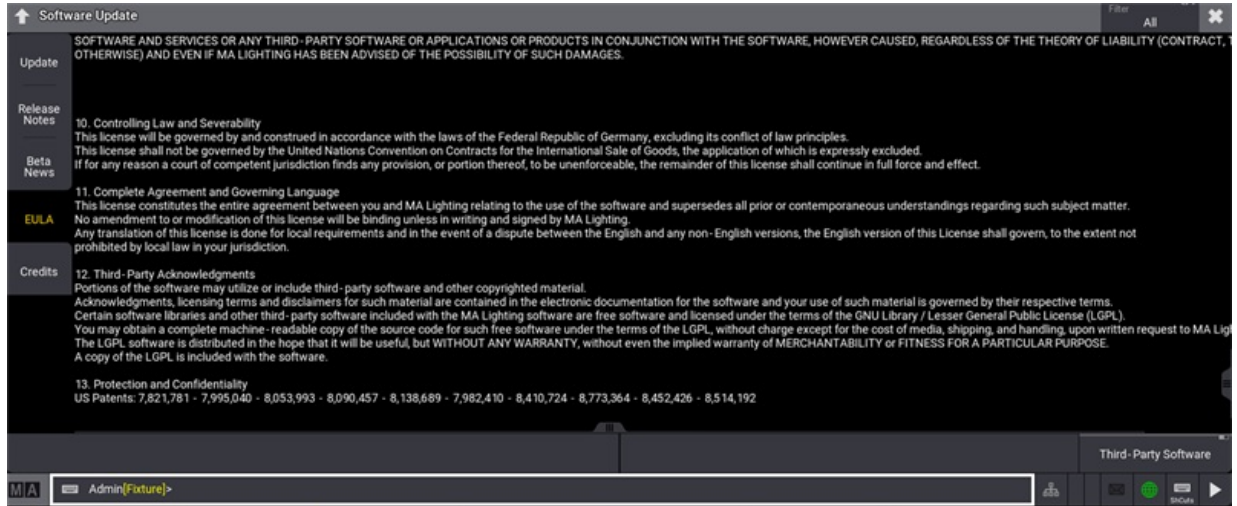 Software Update
Filter
All
Update
Release
Notes
Beta
News
EULA
Credits
SOFTWARE AND SERVICES OR ANY THIRD-PARTY SOFTWARE OR APPLICATIONS OR PRODUCTS IN CONJUNCTION WITH THE SOFTWARE, HOWEVER CAUSED, REGARDLESS OF THE THEORY OF LIABILITY (CONTRACT,
OTHERWISE) AND EVEN IF MA LIGHTING HAS BEEN ADVISED OF THE POSSIBILITY OF SUCH DAMAGES.
10. Controlling Law and Severability
This license will be governed by and construed in accordance with the laws of the Federal Republic of Germany, excluding its conflict of law principles.
This license shall not be governed by the United Nations Convention on Contracts for the International Sale of Goods, the application of which is expressly excluded.
If for any reason a court of competent jurisdiction finds any provision, or portion thereof, to be unenforceable, the remainder of this license shall continue in full force and effect.
11. Complete Agreement and Governing Language
This license constitutes the entire agreement between you and MA Lighting relating to the use of the software and supersedes all prior or contemporaneous understandings regarding such subject matter.
No amendment to or modification of this license will be binding unless in writing and signed by MA Lighting.
Any translation of this license is done for local requirements and in the event of a dispute between the English and any non-English versions, the English version of this License shall govern, to the extent not
prohibited by local law in your jurisdiction.
12. Third-Party Acknowledgments
Portions of the software may utilize or include third-party software and other copyrighted material.
Acknowledgments, licensing terms and disclaimers for such material are contained in the electronic documentation for the software and your use of such material is governed by their respective terms.
Certain software libraries and other third-party software included with the MA Lighting software are free software and licensed under the terms of the GNU Library / Lesser General Public License (LGPL).
You may obtain a complete machine-readable copy of the source code for such free software under the terms of the LGPL, without charge except for the cost of media, shipping, and handling, upon written request to MA Ligh
The LGPL software is distributed in the hope that it will be useful, but WITHOUT ANY WARRANTY, without even the implied warranty of MERCHANTABILITY or FITNESS FOR A PARTICULAR PURPOSE.
A copy of the LGPL is included with the software.
13. Protection and Confidentiality
US Patents: 7,821,781 - 7,995,040 - 8,053,993 - 8,090,457 - 8,138,689 - 7,982,410 - 8,410,724 - 8,773,364 - 8,452,426 - 8,514,192
Third-Party Software
MA
Admin[Fixture]>
ShCuts